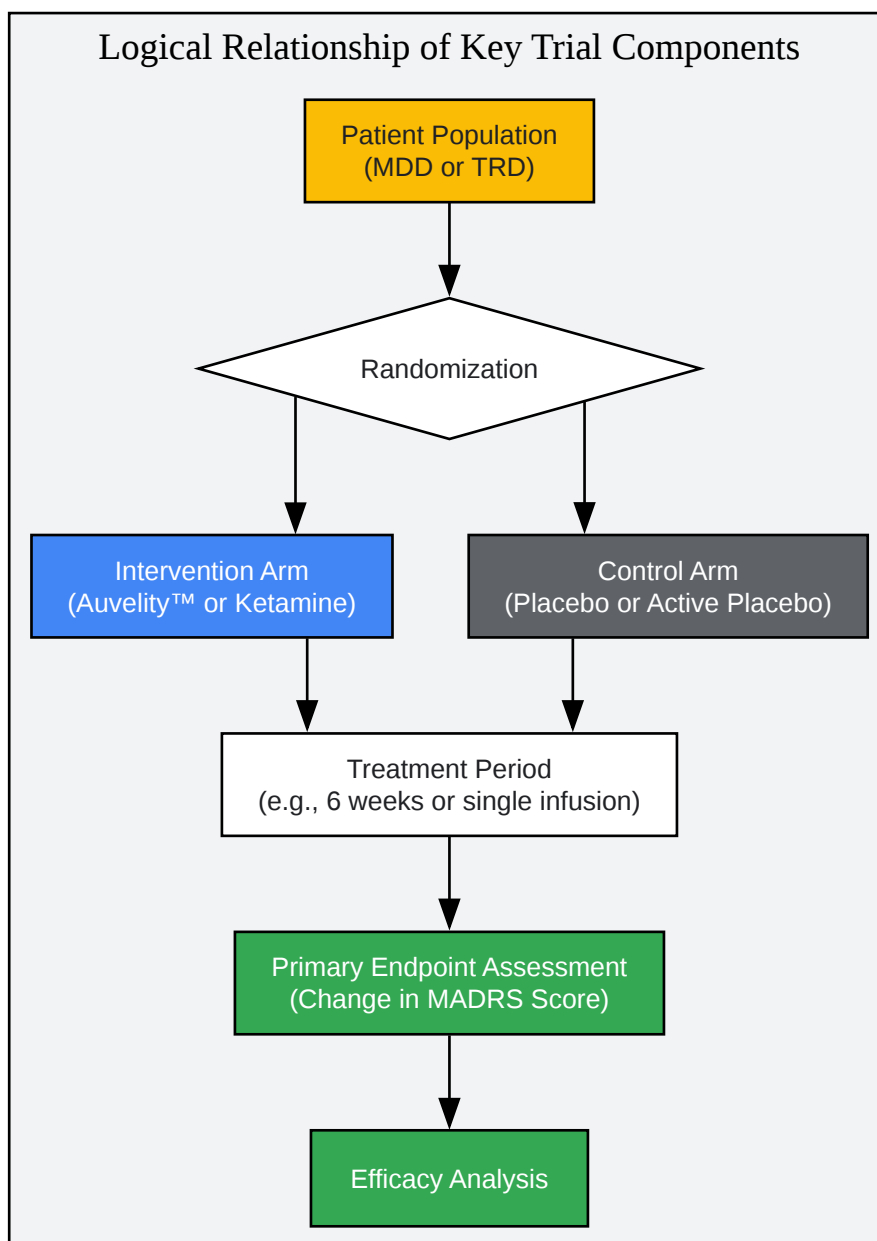 Logical Relationship of Key Trial Components
Patient Population
(MDD or TRD)
Randomization
Intervention Arm
(Auvelity™ or Ketamine)
Control Arm
(Placebo or Active Placebo)
Treatment Period
(e.g., 6 weeks or single infusion)
Primary Endpoint Assessment
(Change in MADRS Score)
Efficacy Analysis